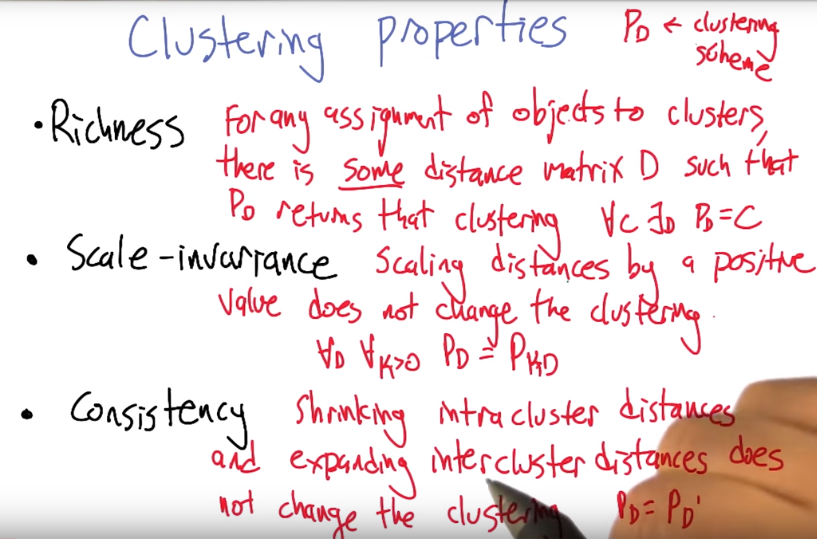 Clustering properties
P_D ← clustering
scheme
• Richness For any assignment of objects to clusters,
there is some distance matrix D such that
P_D returns that clustering ∀C ∃D P_D=C
• Scale-invariance Scaling distances by a positive
value does not change the clustering.
∀D ∀K>0 P_D = P_KD
• Consistency Shrinking intracluster distances
and expanding intercluster distances does
not change the clustering P_D = P_D'